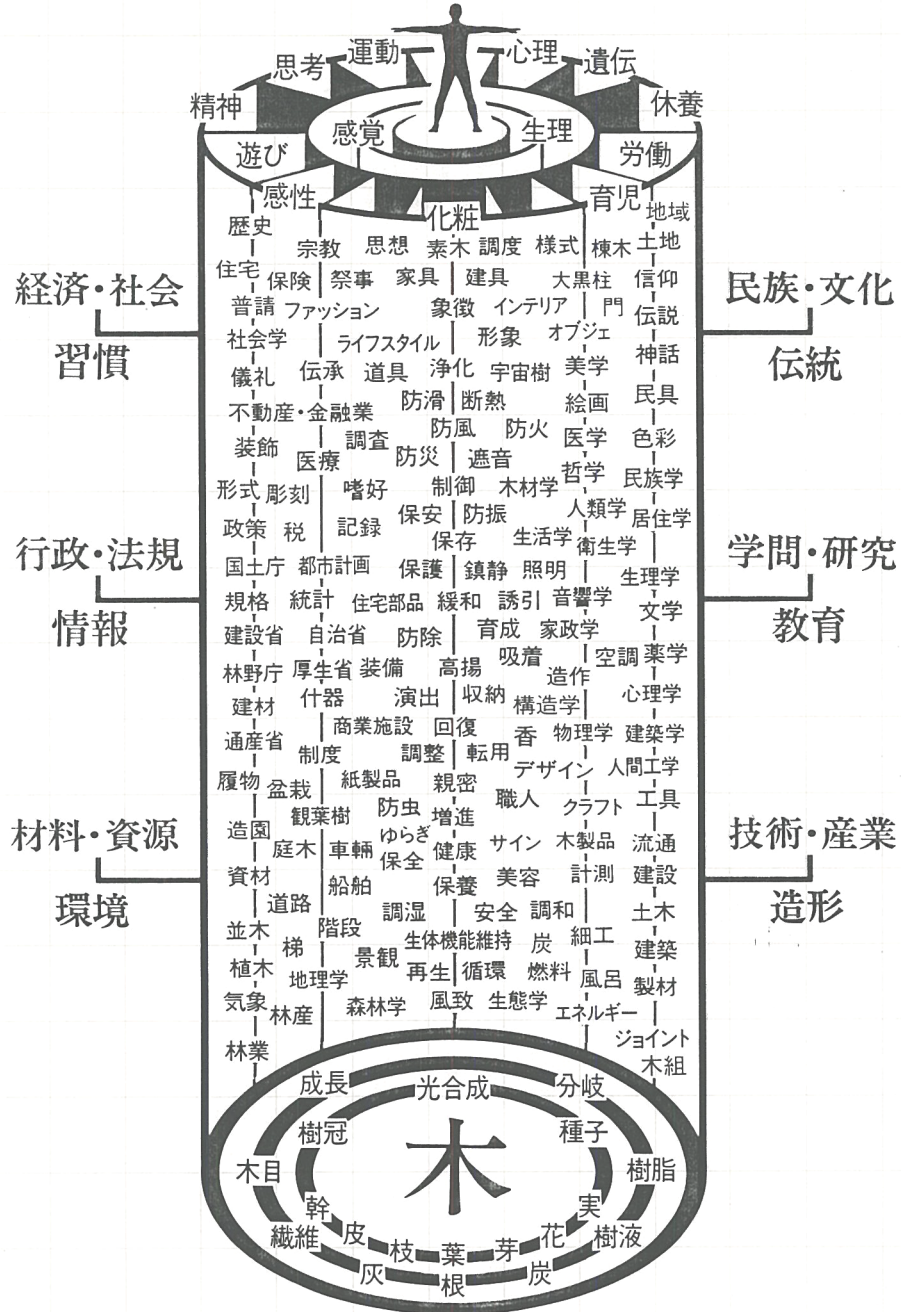 運動 心理
思考 遺伝
精神 休養
感覚 生理
遊び 労働
感性 育児
化粧
経済・社会
習慣
行政・法規
情報
材料・資源
環境
民族・文化
伝統
学問・研究
教育
技術・産業
造形
歴史 地域
宗教 思想 素木 調度 様式 棟木 土地
住宅 保険 祭事 家具 建具 大黒柱 信仰
普請 ファッション 象徴 インテリア 門 伝説
社会学 ライフスタイル 形象 オブジェ
神話
儀礼 伝承 道具 浄化 宇宙樹 美学
民具
不動産・金融業 防滑 断熱 絵画
装飾 調査 防風 防火 医学 色彩
医療 防災 遮音
哲学 民族学
形式 彫刻 嗜好 制御 木材学
人類学 居住学
政策 税 記録 保安 防振
保存 生活学 衛生学
国土庁 都市計画 保護 鎮静 照明 生理学
規格 統計 住宅部品 緩和 誘引 音響学 文学
建設省 自治省 防除 育成 家政学
吸着 空調 薬学
林野庁 厚生省 装備 高揚 造作
建材 什器 演出 収納 構造学 心理学
商業施設 回復 香 物理学 建築学
通産省 制度 調整 転用
デザイン 人間工学
履物 盆栽 紙製品 親密
観葉樹 防虫 増進 職人 クラフト 工具
造園 ゆらぎ
庭木 車輛 保全 健康 サイン 木製品 流通
資材 船舶 保養 美容 計測 建設
道路 調湿 安全 調和 土木
並木 梯 階段 生体機能維持 炭 細工 建築
植木 地理学 景観 再生 循環 燃料 風呂 製材
気象 林産 森林学 風致 生態学 エネルギー
林業 ジョイント
木組
成長 光合成 分岐
樹冠 種子
木目 木 樹脂
幹 実
繊維 皮 枝 葉 芽 花 樹液
灰 根 炭